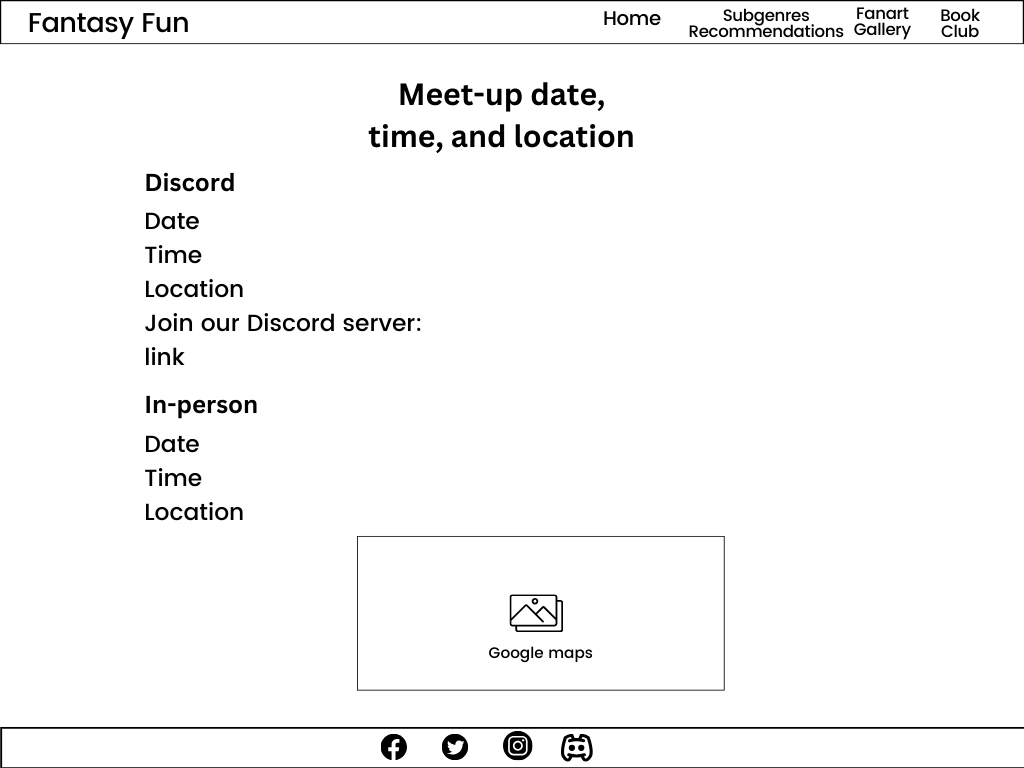 Fantasy Fun
Home
Subgenres
Recommendations
Fanart
Gallery
Book
Club
Meet-up date,
time, and location
Discord
Date
Time
Location
Join our Discord server:
link
In-person
Date
Time
Location
Google maps